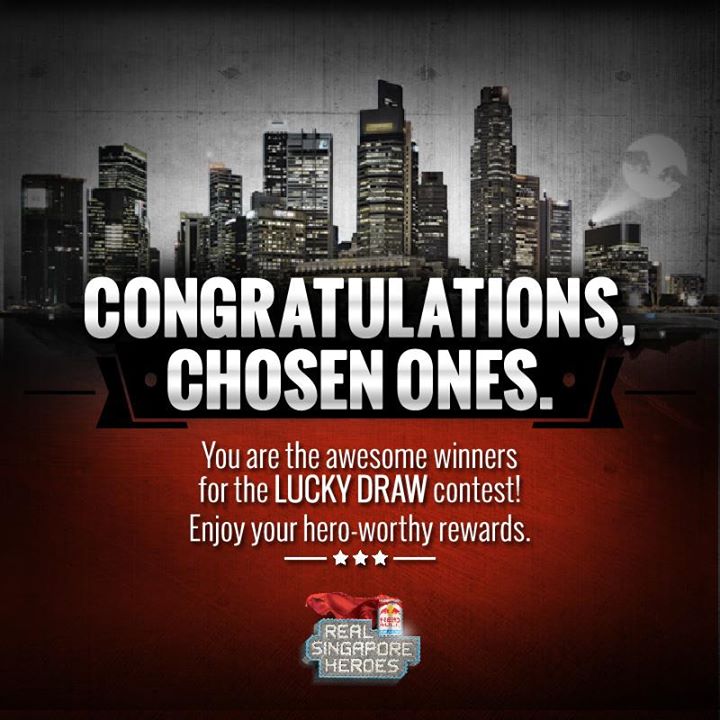 CONGRATULATIONS,
CHOSEN ONES.
You are the awesome winners
for the LUCKY DRAW contest!
Enjoy your hero-worthy rewards.
REAL
SINGAPORE
HEROES